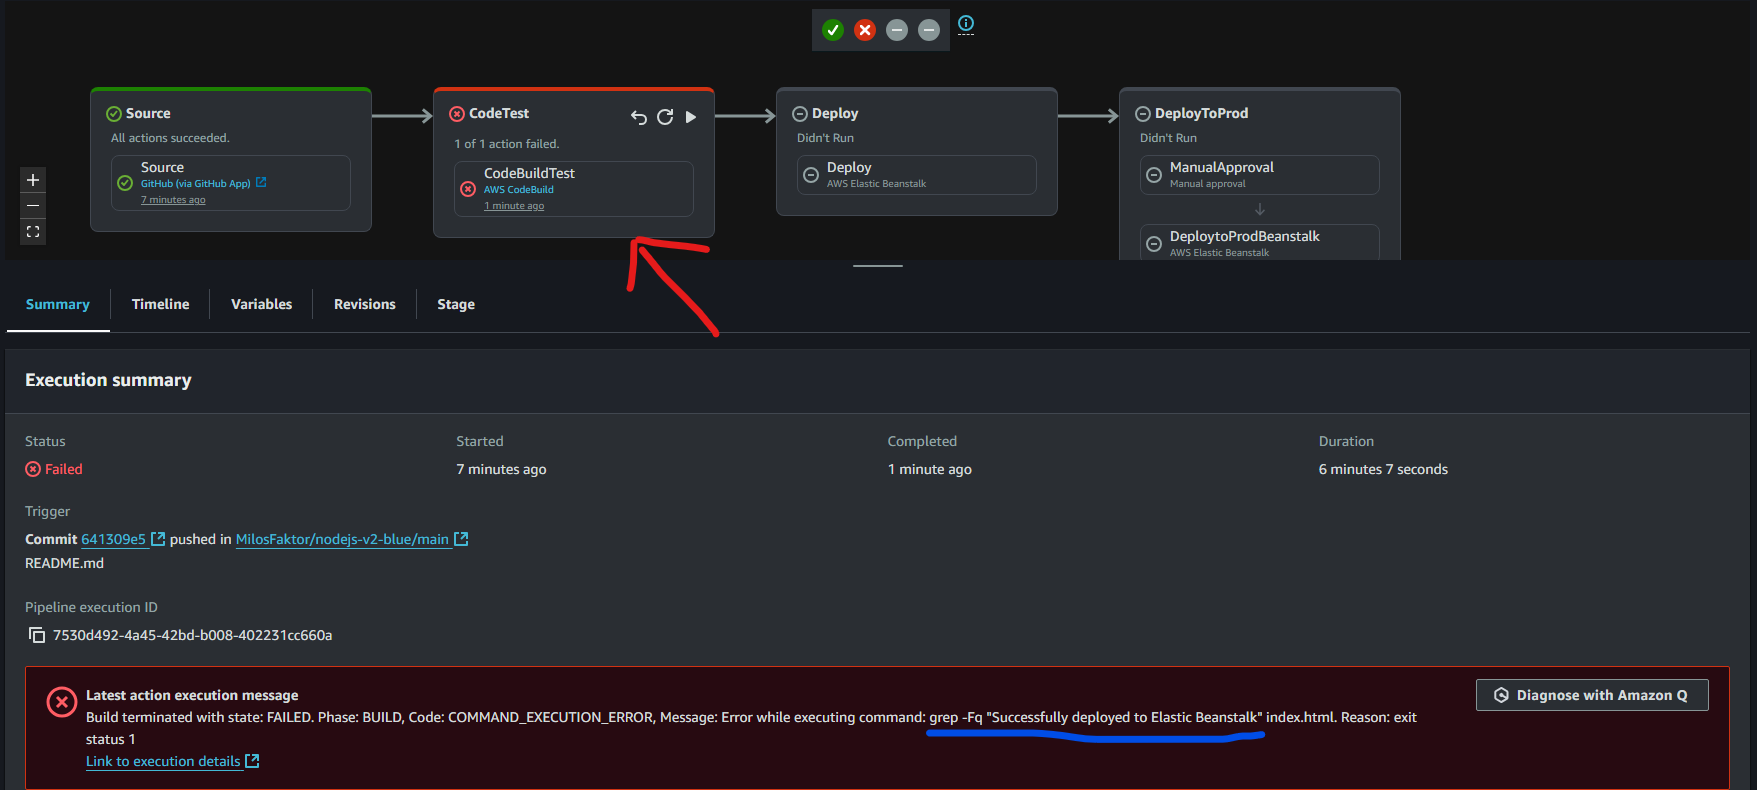 Source
All actions succeeded.
Source
GitHub (via GitHub App)
7 minutes ago
CodeTest
1 of 1 action failed.
CodeBuildTest
AWS CodeBuild
1 minute ago
Deploy
Didn't Run
Deploy
AWS Elastic Beanstalk
DeployToProd
Didn't Run
ManualApproval
Manual approval
DeploytoProdBeanstalk
AWS Elastic Beanstalk
Summary
Timeline
Variables
Revisions
Stage
Execution summary
Status
Failed
Started
7 minutes ago
Completed
1 minute ago
Duration
6 minutes 7 seconds
Trigger
Commit 641309e5 pushed in MilosFaktor/nodejs-v2-blue/main
README.md
Pipeline execution ID
7530d492-4a45-42bd-b008-402231cc660a
Latest action execution message
Build terminated with state: FAILED. Phase: BUILD, Code: COMMAND_EXECUTION_ERROR, Message: Error while executing command: grep -Fq "Successfully deployed to Elastic Beanstalk" index.html. Reason: exit
status 1
Link to execution details
Diagnose with Amazon Q